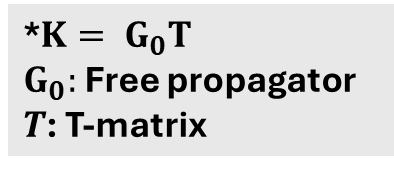 *K = G₀T
G₀: Free propagator
T: T-matrix